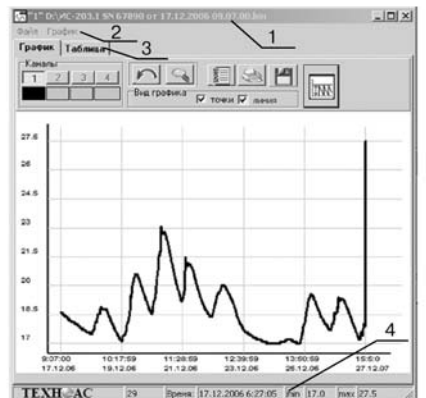 "1" D:\ИС-203.1 SN 67890 от 17.12.2006 09.07.00.bin
1
Файл График
2
График Таблица
3
Каналы
1 2 3 4
Вид графика
точки линия
27.5
26
24.5
23
21.5
20
18.5
17
4
9:07:00 10:17:59 11:28:59 12:39:59 13:50:59 15:5:0
17.12.06 19.12.06 21.12.06 23.12.06 26.12.06 27.12.07
ТЕХНОАС 29 Время: 17.12.2006 6:27:05 min 17.0 max 27.5